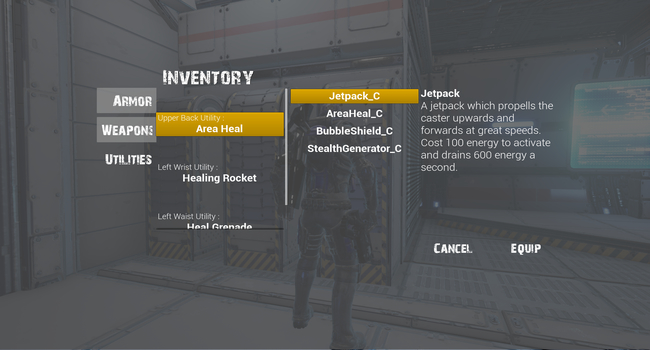 INVENTORY
ARMOR
WEAPONS
UTILITIES
Upper Back Utility :
Area Heal
Left Wrist Utility :
Healing Rocket
Left Waist Utility :
Heal Grenade
Jetpack_C
AreaHeal_C
BubbleShield_C
StealthGenerator_C
Jetpack
A jetpack which propells the
caster upwards and
forwards at great speeds.
Cost 100 energy to activate
and drains 600 energy a
second.
CANCEL
EQUIP